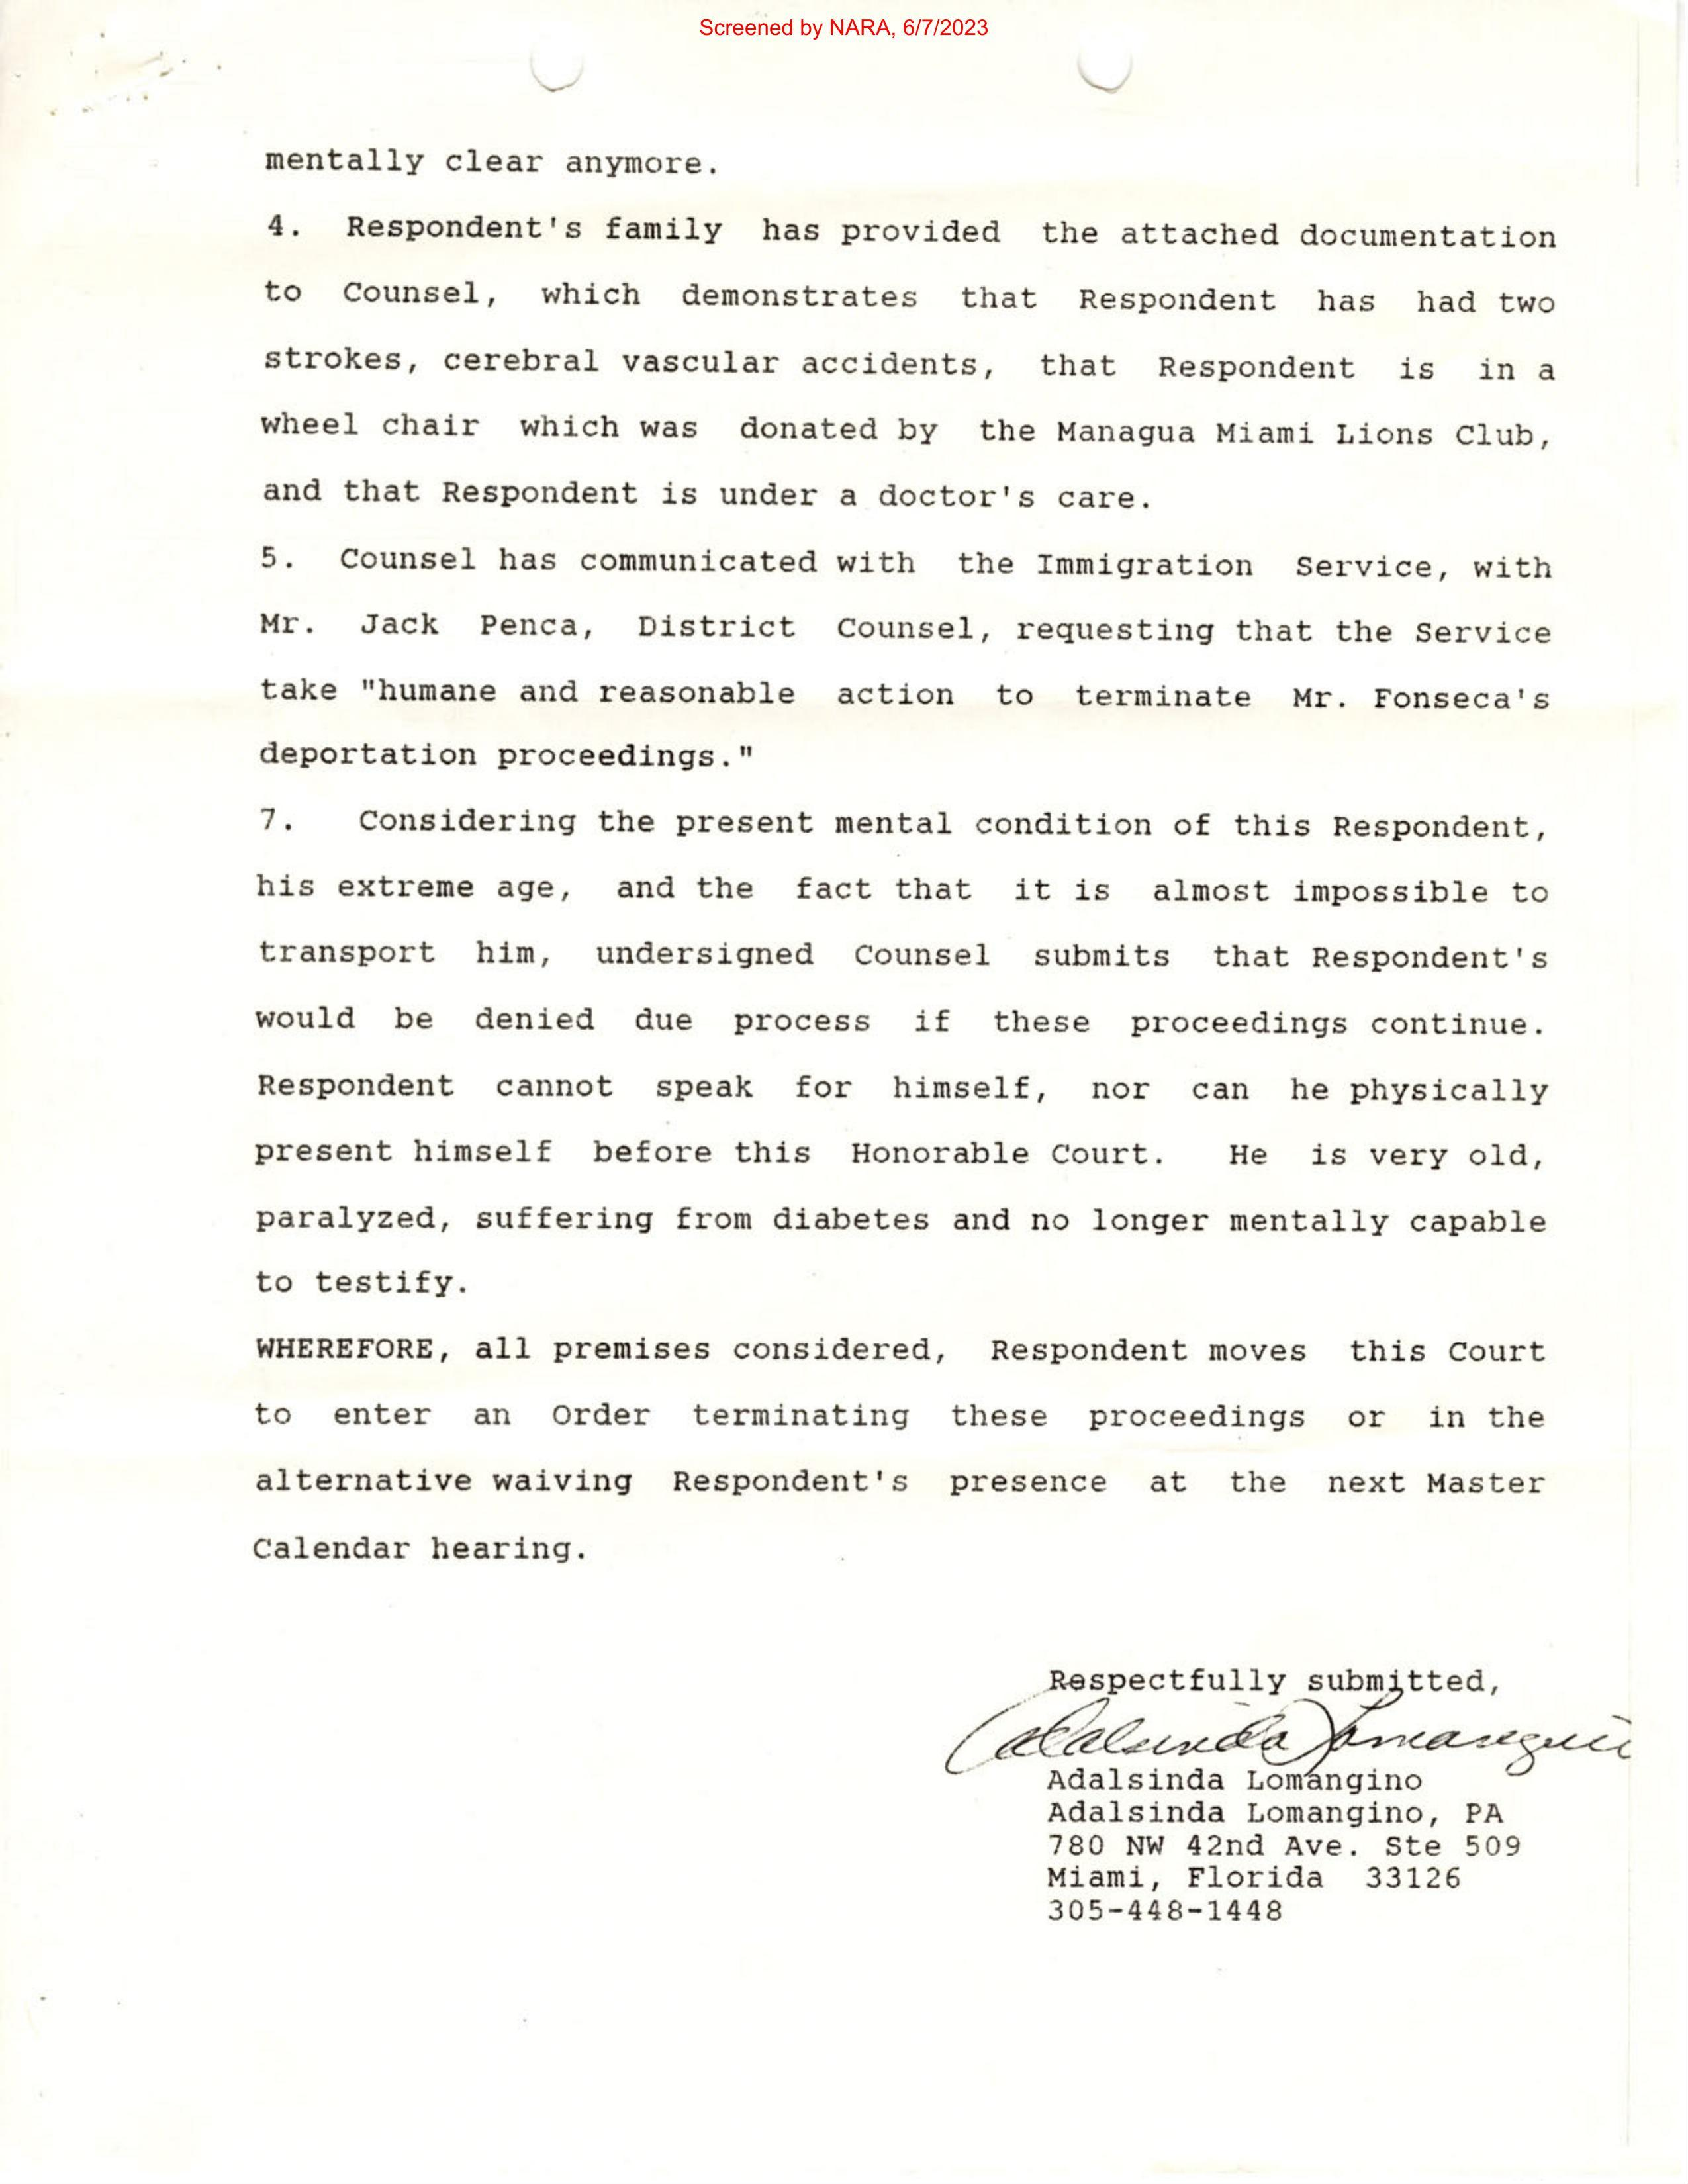 Screened by NARA, 6/7/2023
mentally clear anymore.
4. Respondent's family has provided the attached documentation
to Counsel, which demonstrates that Respondent has had two
strokes, cerebral vascular accidents, that Respondent is in a
wheel chair which was donated by the Managua Miami Lions Club,
and that Respondent is under a doctor's care.
5. Counsel has communicated with the Immigration Service, with
Mr. Jack Penca, District Counsel, requesting that the Service
take "humane and reasonable action to terminate Mr. Fonseca's
deportation proceedings."
7. Considering the present mental condition of this Respondent,
his extreme age, and the fact that it is almost impossible to
transport him, undersigned Counsel submits that Respondent's
would be denied due process if these proceedings continue.
Respondent cannot speak for himself, nor can he physically
present himself before this Honorable Court. He is very old,
paralyzed, suffering from diabetes and no longer mentally capable
to testify.
WHEREFORE, all premises considered, Respondent moves this Court
to enter an Order terminating these proceedings or in the
alternative waiving Respondent's presence at the next Master
Calendar hearing.
Respectfully submitted,
Adalsinda Lomangino
Adalsinda Lomangino
Adalsinda Lomangino, PA
780 NW 42nd Ave. Ste 509
Miami, Florida 33126
305-448-1448